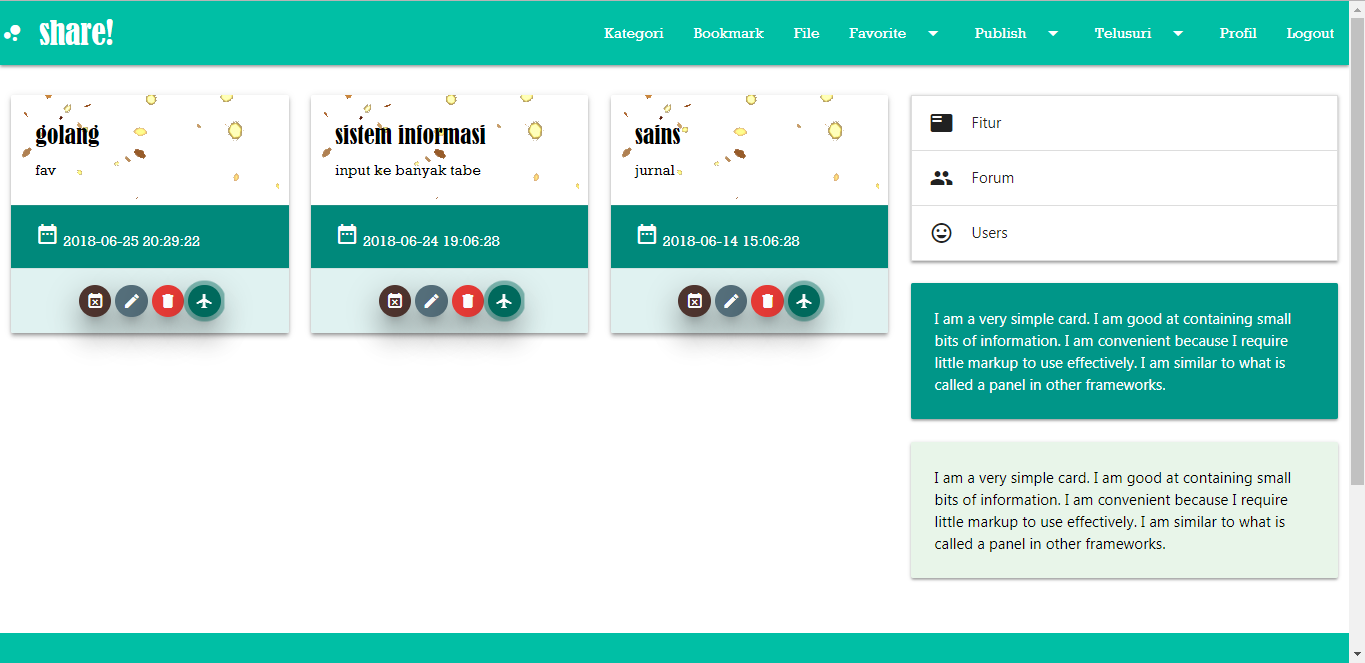 share!
Kategori
Bookmark
File
Favorite
Publish
Telusuri
Profil
Logout
golang
fav
2018-06-25 20:29:22
sistem informasi
input ke banyak tabe
2018-06-24 19:06:28
sains
jurnal
2018-06-14 15:06:28
Fitur
Forum
Users
I am a very simple card. I am good at containing small
bits of information. I am convenient because I require
little markup to use effectively. I am similar to what is
called a panel in other frameworks.
I am a very simple card. I am good at containing small
bits of information. I am convenient because I require
little markup to use effectively. I am similar to what is
called a panel in other frameworks.